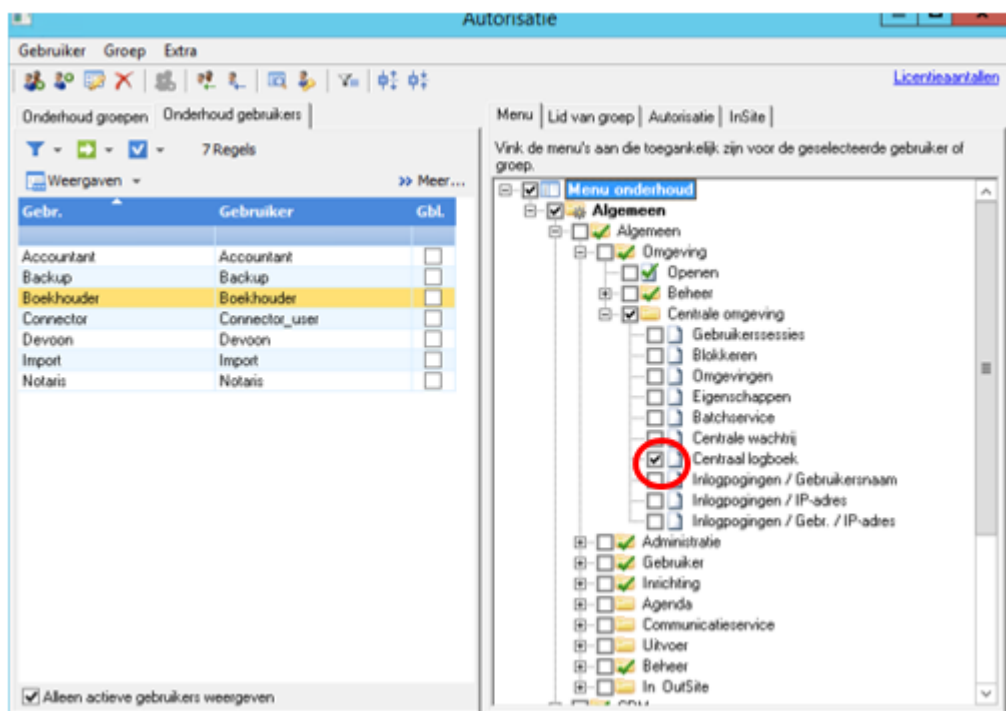 Autorisatie
Gebruiker Groep Extra
Licentieaantallen
Onderhoud groepen Onderhoud gebruikers
7 Regels
Weergaven Meer...
Gebr. Gebruiker Gbl.
Accountant Accountant
Backup Backup
Boekhouder Boekhouder
Connector Connector_user
Devoon Devoon
Import Import
Notaris Notaris
Alleen actieve gebruikers weergeven
Menu Lid van groep Autorisatie InSite
Vink de menu's aan die toegankelijk zijn voor de geselecteerde gebruiker of
groep.
Menu onderhoud
Algemeen
Algemeen
Omgeving
Openen
Beheer
Centrale omgeving
Gebruikerssessies
Blokkeren
Omgevingen
Eigenschappen
Batchservice
Centrale wachtrij
Centraal logboek
Inlogpogingen / Gebruikersnaam
Inlogpogingen / IP-adres
Inlogpogingen / Gebr. / IP-adres
Administratie
Gebruiker
Inrichting
Agenda
Communicatieservice
Uitvoer
Beheer
In OutSite